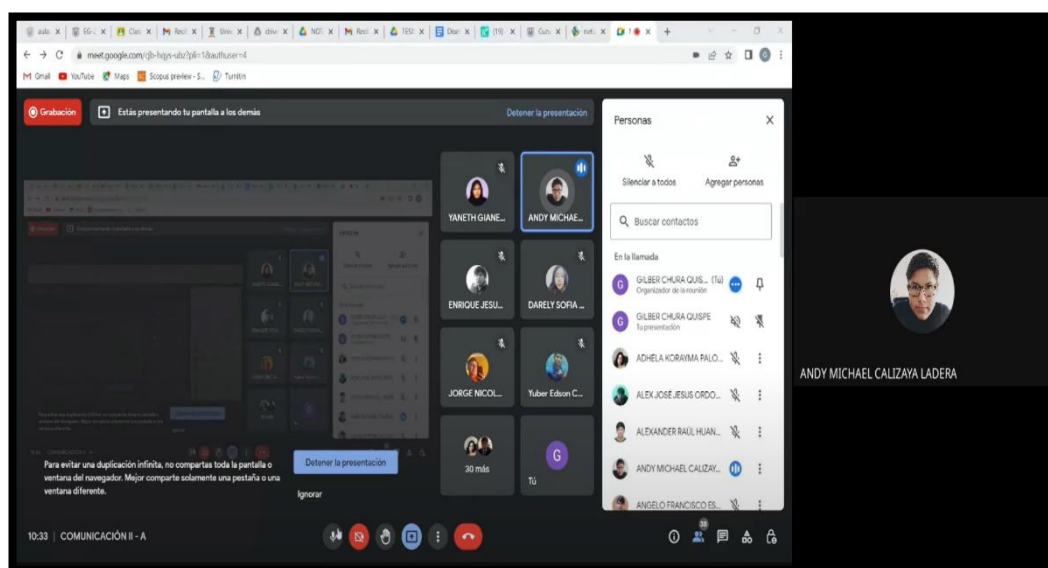 meet.google.com/cjb-hqys-ubz?pli=1&authuser=4
Gmail YouTube Maps Scopus preview - S... Turnitin
Grabación
Estás presentando tu pantalla a los demás
Detener la presentación
Personas
Silenciar a todos
Agregar personas
Buscar contactos
En la llamada
GILBER CHURA QUIS... (Tú)
Organizador de la reunión
GILBER CHURA QUISPE
Tu presentación
ADHELA KORAYMA PALO...
ALEX JOSÉ JESUS ORDO...
ALEXANDER RAÚL HUAN...
ANDY MICHAEL CALIZAY...
ANGELO FRANCISCO ES...
YANETH GIANE...
ANDY MICHAE...
ENRIQUE JESU...
DARELY SOFIA ...
JORGE NICOL...
Yuber Edson C...
30 más
G
Tú
Para evitar una duplicación infinita, no compartas toda la pantalla o
ventana del navegador. Mejor comparte solamente una pestaña o una
ventana diferente.
Detener la presentación
Ignorar
10:33 | COMUNICACIÓN II - A
38
ANDY MICHAEL CALIZAYA LADERA